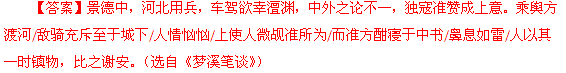 【答案】景德中，河北用兵，车驾欲幸澶渊，中外之论不一，独寇准赞成上意。乘舆方
渡河/虏骑充斥至于城下/人情恟恟/上使人微觇准所为/而准方酣寝于中书/鼻息如雷/人以其
一时镇物，比之谢安。（选自《梦溪笔谈》）